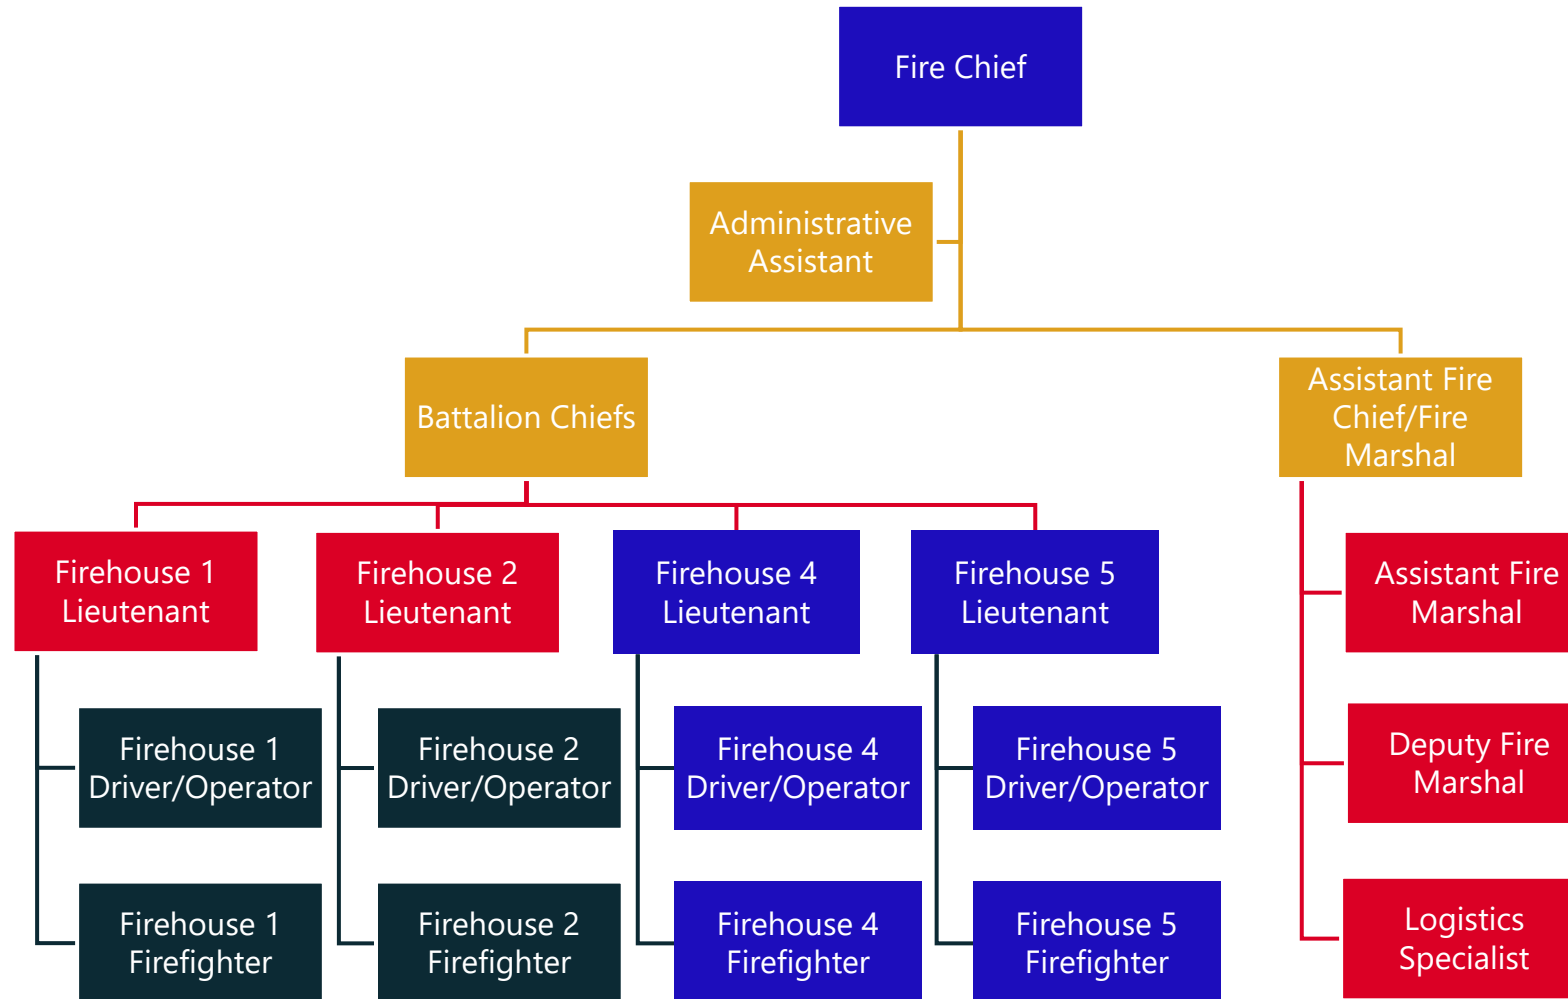 Fire Chief
Administrative
Assistant
Battalion Chiefs
Assistant Fire
Chief/Fire
Marshal
Firehouse 1
Lieutenant
Firehouse 2
Lieutenant
Firehouse 4
Lieutenant
Firehouse 5
Lieutenant
Assistant Fire
Marshal
Firehouse 1
Driver/Operator
Firehouse 2
Driver/Operator
Firehouse 4
Driver/Operator
Firehouse 5
Driver/Operator
Deputy Fire
Marshal
Firehouse 1
Firefighter
Firehouse 2
Firefighter
Firehouse 4
Firefighter
Firehouse 5
Firefighter
Logistics
Specialist